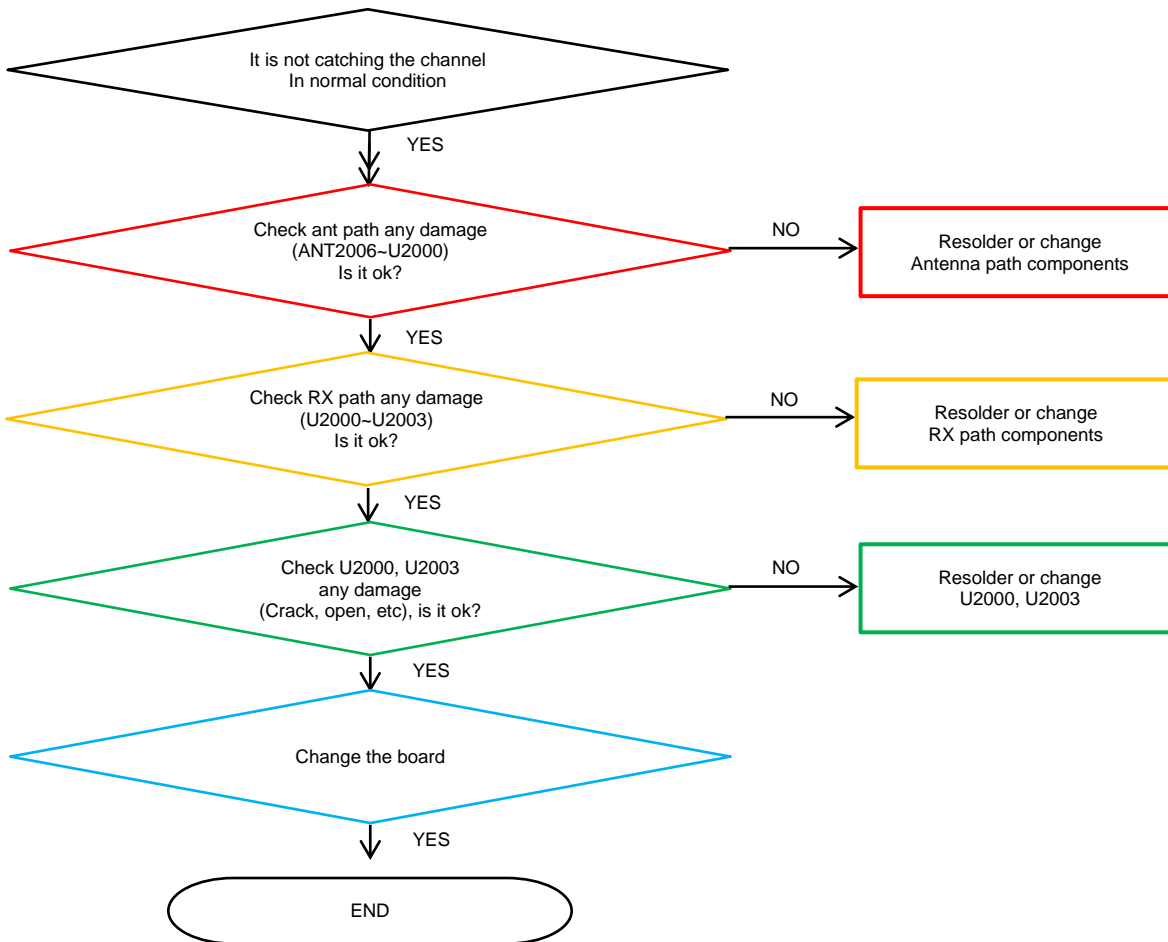 It is not catching the channel
In normal condition
YES
Check ant path any damage
(ANT2006~U2000)
Is it ok?
NO
Resolder or change
Antenna path components
YES
Check RX path any damage
(U2000~U2003)
Is it ok?
NO
Resolder or change
RX path components
YES
Check U2000, U2003
any damage
(Crack, open, etc), is it ok?
NO
Resolder or change
U2000, U2003
YES
Change the board
YES
END